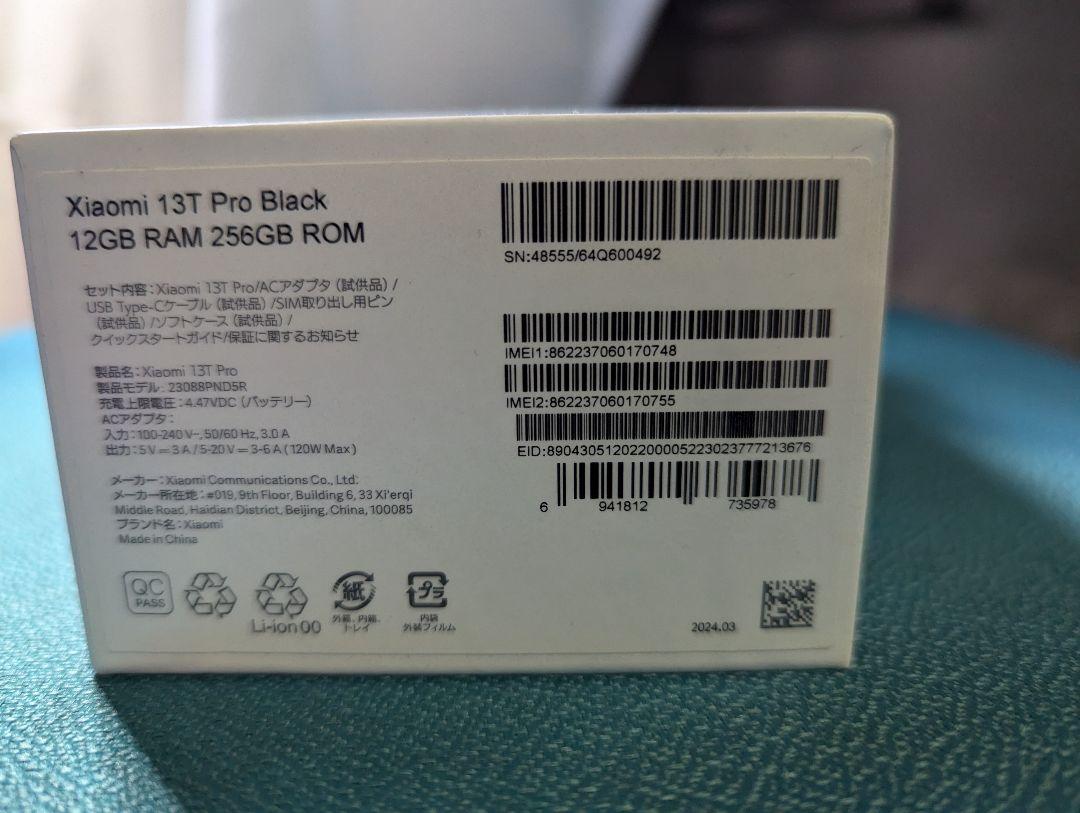 Xiaomi 13T Pro Black
12GB RAM 256GB ROM
セット内容：Xiaomi 13T Pro/ACアダプタ（試供品）/
USB Type-Cケーブル（試供品）/SIM取り出し用ピン
（試供品）/ソフトケース（試供品）/
クイックスタートガイド/保証に関するお知らせ
製品名：Xiaomi 13T Pro
製品モデル：23088PND5R
充電上限電圧：4.47VDC（バッテリー）
ACアダプタ：
入力：100-240V~, 50/60 Hz, 3.0 A
出力：5V⎓3A / 5-20V⎓3-6A (120W Max)
メーカー：Xiaomi Communications Co., Ltd.
メーカー所在地：#019, 9th Floor, Building 6, 33 Xi'erqi
Middle Road, Haidian District, Beijing, China, 100085
ブランド名：Xiaomi
Made in China
QC
PASS
Li-ion 00
紙
外箱、内箱、
トレイ
プラ
内袋
外装フィルム
SN:48555/64Q600492
IMEI1:862237060170748
IMEI2:862237060170755
EID:89043051202200005223023777213676
6 941812 735978
2024.03